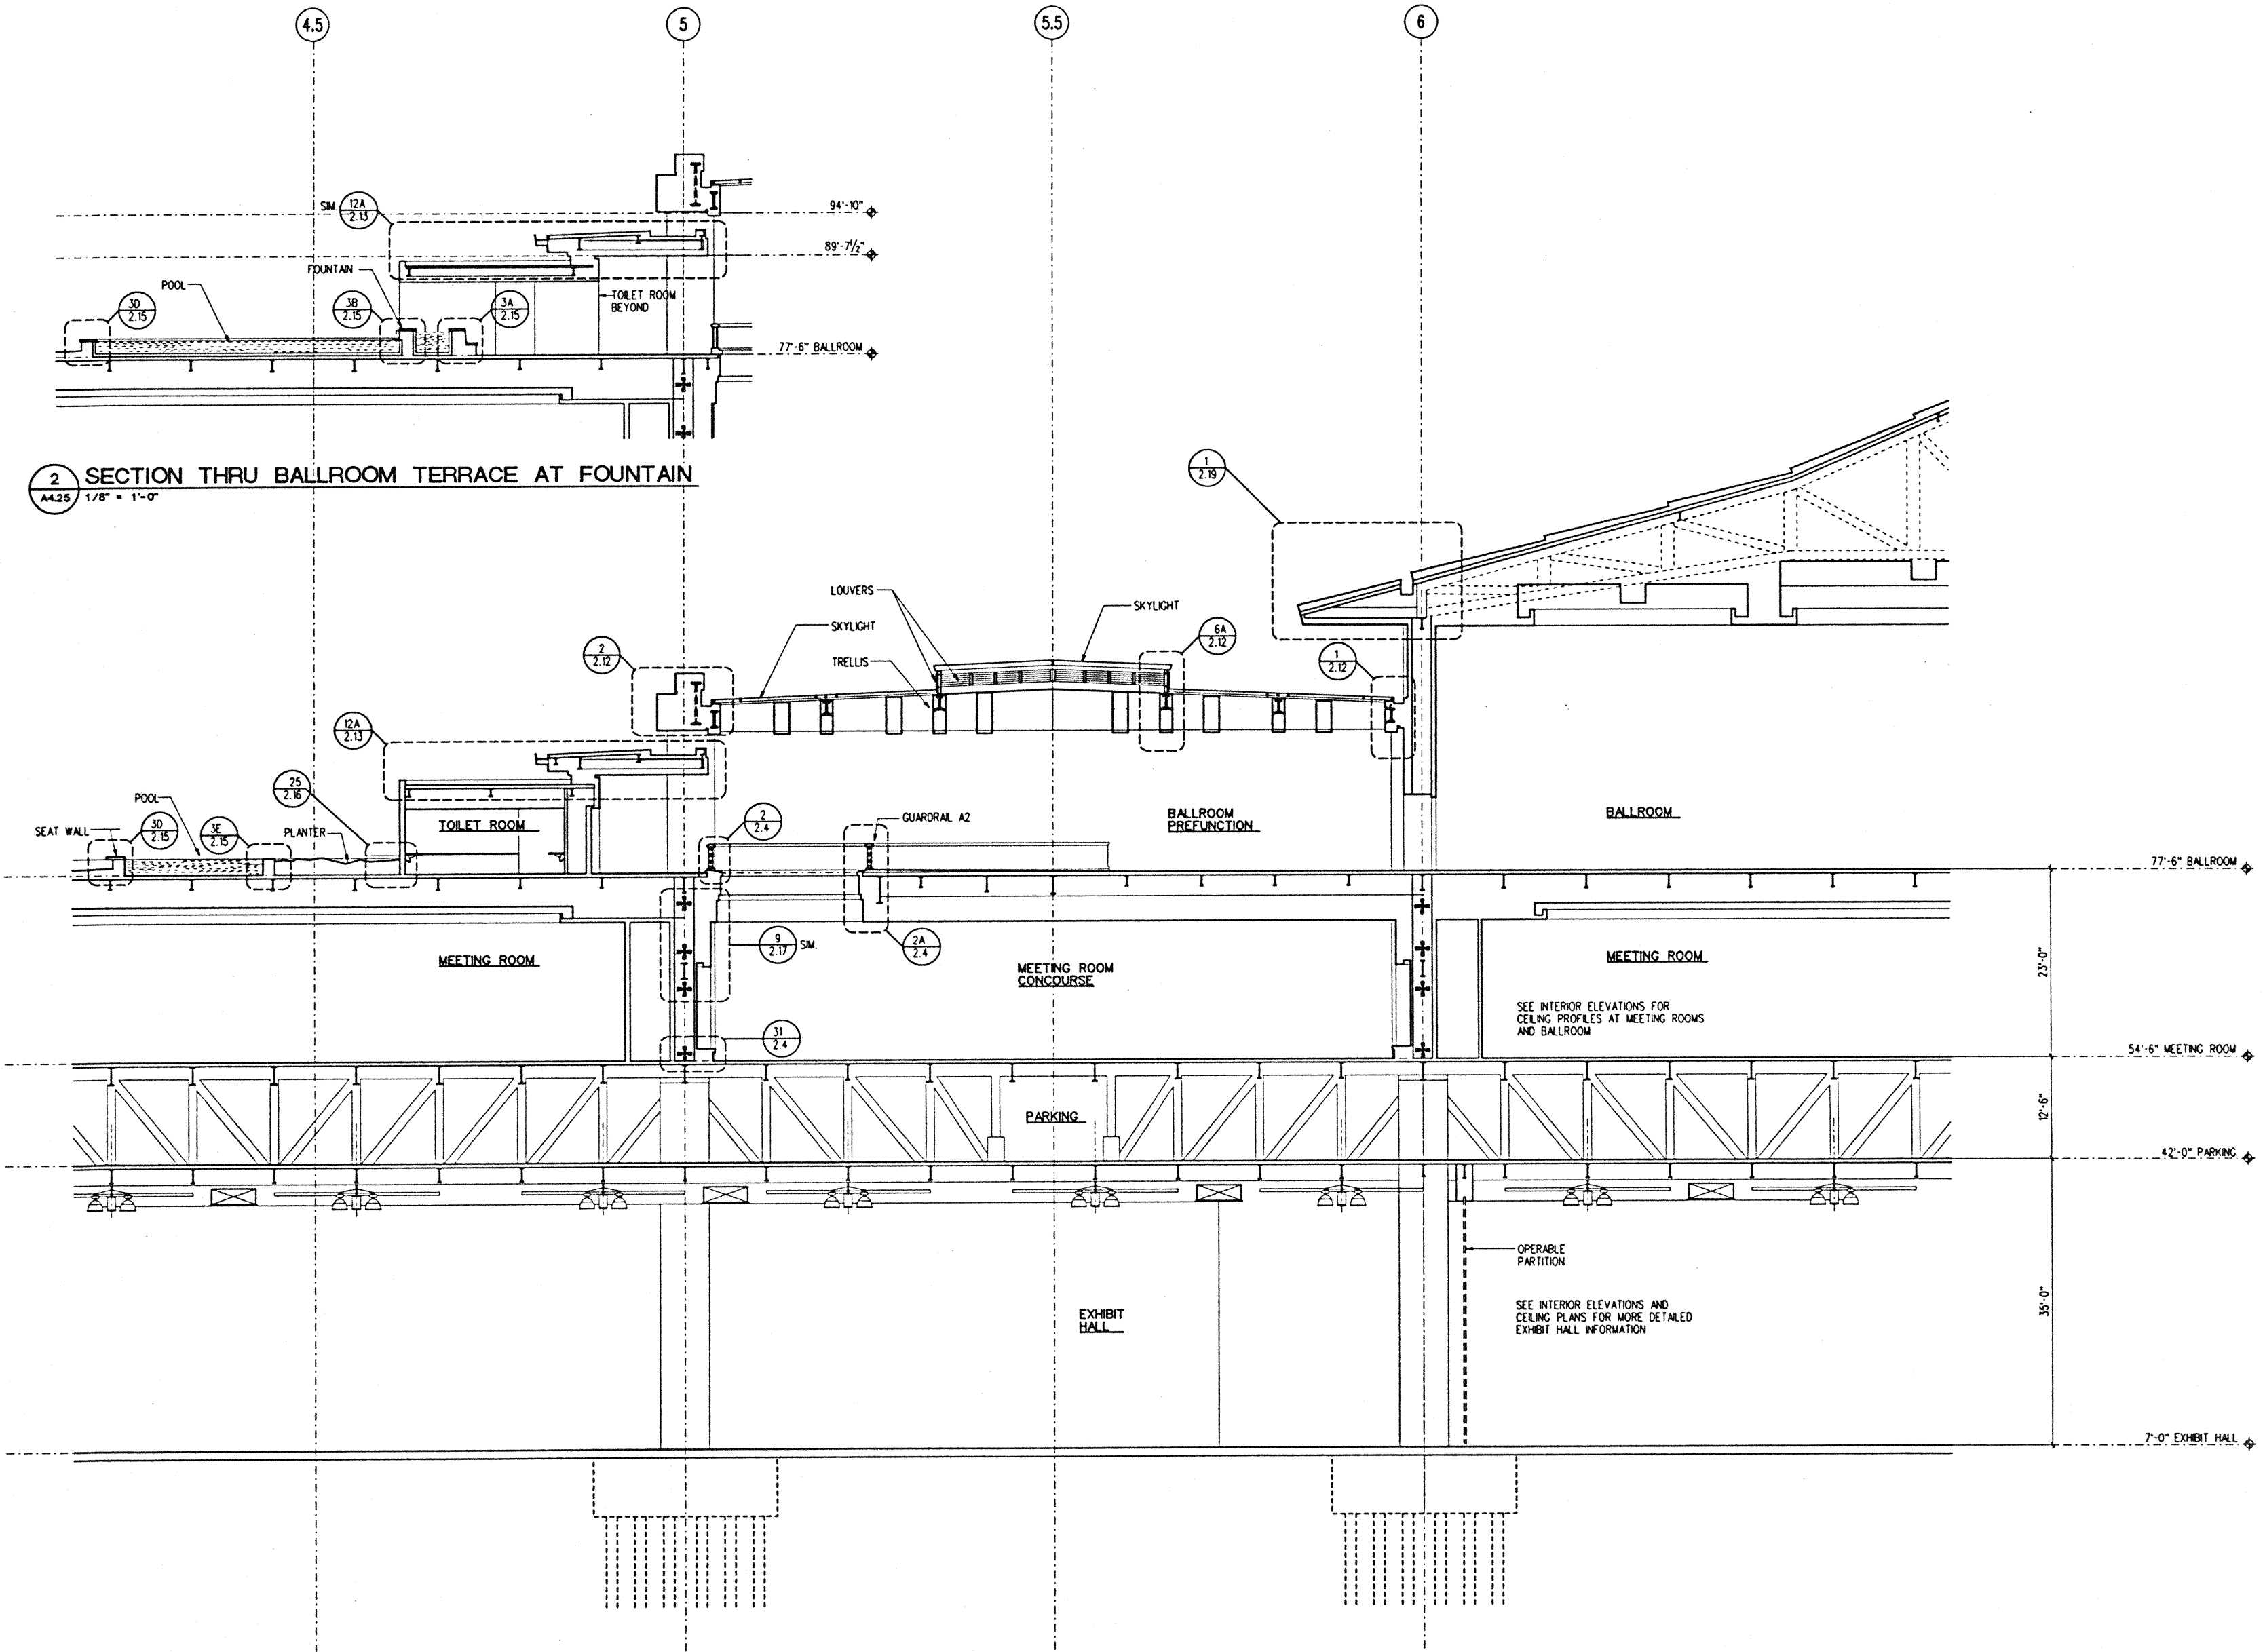 4.5
5
5.5
6
94'-10"
SIM
12A
2.13
89'-7½"
FOUNTAIN
POOL
TOILET ROOM
BEYOND
3D
2.15
3B
2.15
3A
2.15
77'-6" BALLROOM
2
A4.25
SECTION THRU BALLROOM TERRACE AT FOUNTAIN
1/8" = 1'-0"
1
2.19
LOUVERS
SKYLIGHT
SKYLIGHT
TRELLIS
2
2.12
6A
2.12
1
2.12
12A
2.13
25
2.16
POOL
SEAT WALL
3D
2.15
3E
2.15
PLANTER
TOILET ROOM
2
2.4
GUARDRAIL A2
BALLROOM
PREFUNCTION
BALLROOM
77'-6" BALLROOM
9
2.17
SIM.
2A
2.4
MEETING ROOM
MEETING ROOM
CONCOURSE
MEETING ROOM
23'-0"
SEE INTERIOR ELEVATIONS FOR
CEILING PROFILES AT MEETING ROOMS
AND BALLROOM
31
2.4
54'-6" MEETING ROOM
PARKING
12'-6"
42'-0" PARKING
OPERABLE
PARTITION
EXHIBIT
HALL
SEE INTERIOR ELEVATIONS AND
CEILING PLANS FOR MORE DETAILED
EXHIBIT HALL INFORMATION
35'-0"
7'-0" EXHIBIT HALL